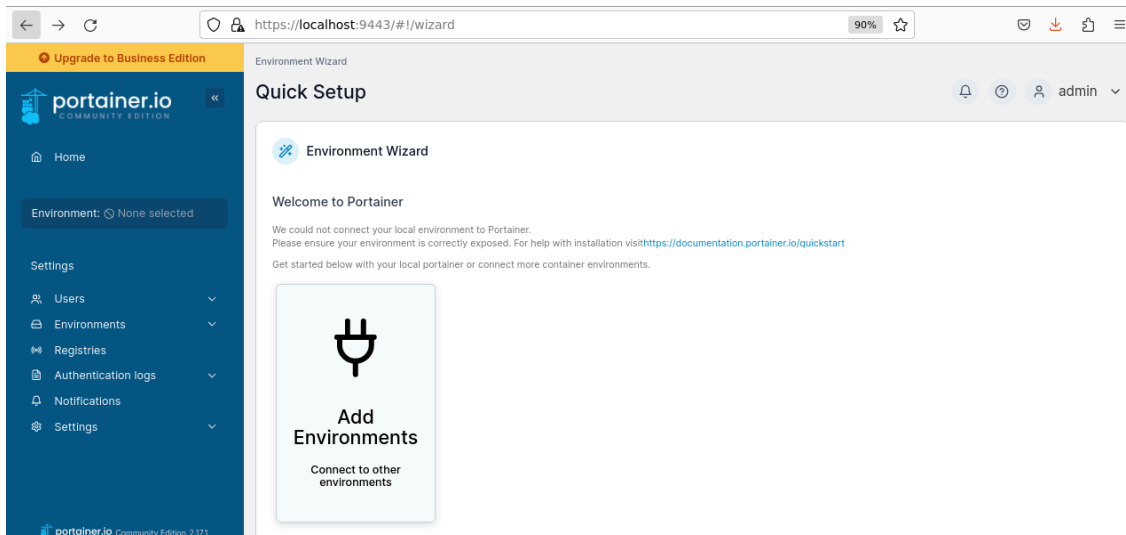 https://localhost:9443/#!/wizard
90%
Upgrade to Business Edition
portainer.io
COMMUNITY EDITION
«
Home
Environment: None selected
Settings
Users
Environments
Registries
Authentication logs
Notifications
Settings
portainer.io Community Edition 2.17.1
Environment Wizard
Quick Setup
admin
Environment Wizard
Welcome to Portainer
We could not connect your local environment to Portainer.
Please ensure your environment is correctly exposed. For help with installation visithttps://documentation.portainer.io/quickstart
Get started below with your local portainer or connect more container environments.
Add
Environments
Connect to other
environments